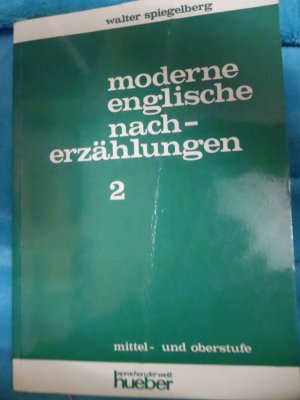 walter spiegelberg
moderne
englische
nach-
erzählungen
2
mittel- und oberstufe
sprachen der welt
hueber